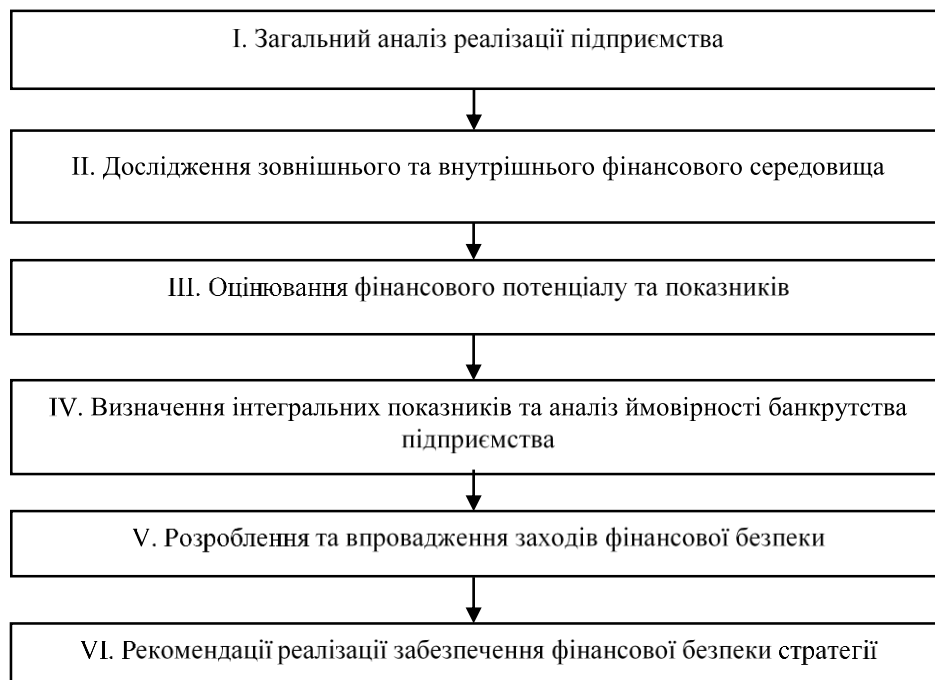 I. Загальний аналіз реалізації підприємства
II. Дослідження зовнішнього та внутрішнього фінансового середовища
III. Оцінювання фінансового потенціалу та показників
IV. Визначення інтегральних показників та аналіз ймовірності банкрутства
підприємства
V. Розроблення та впровадження заходів фінансової безпеки
VI. Рекомендації реалізації забезпечення фінансової безпеки стратегії